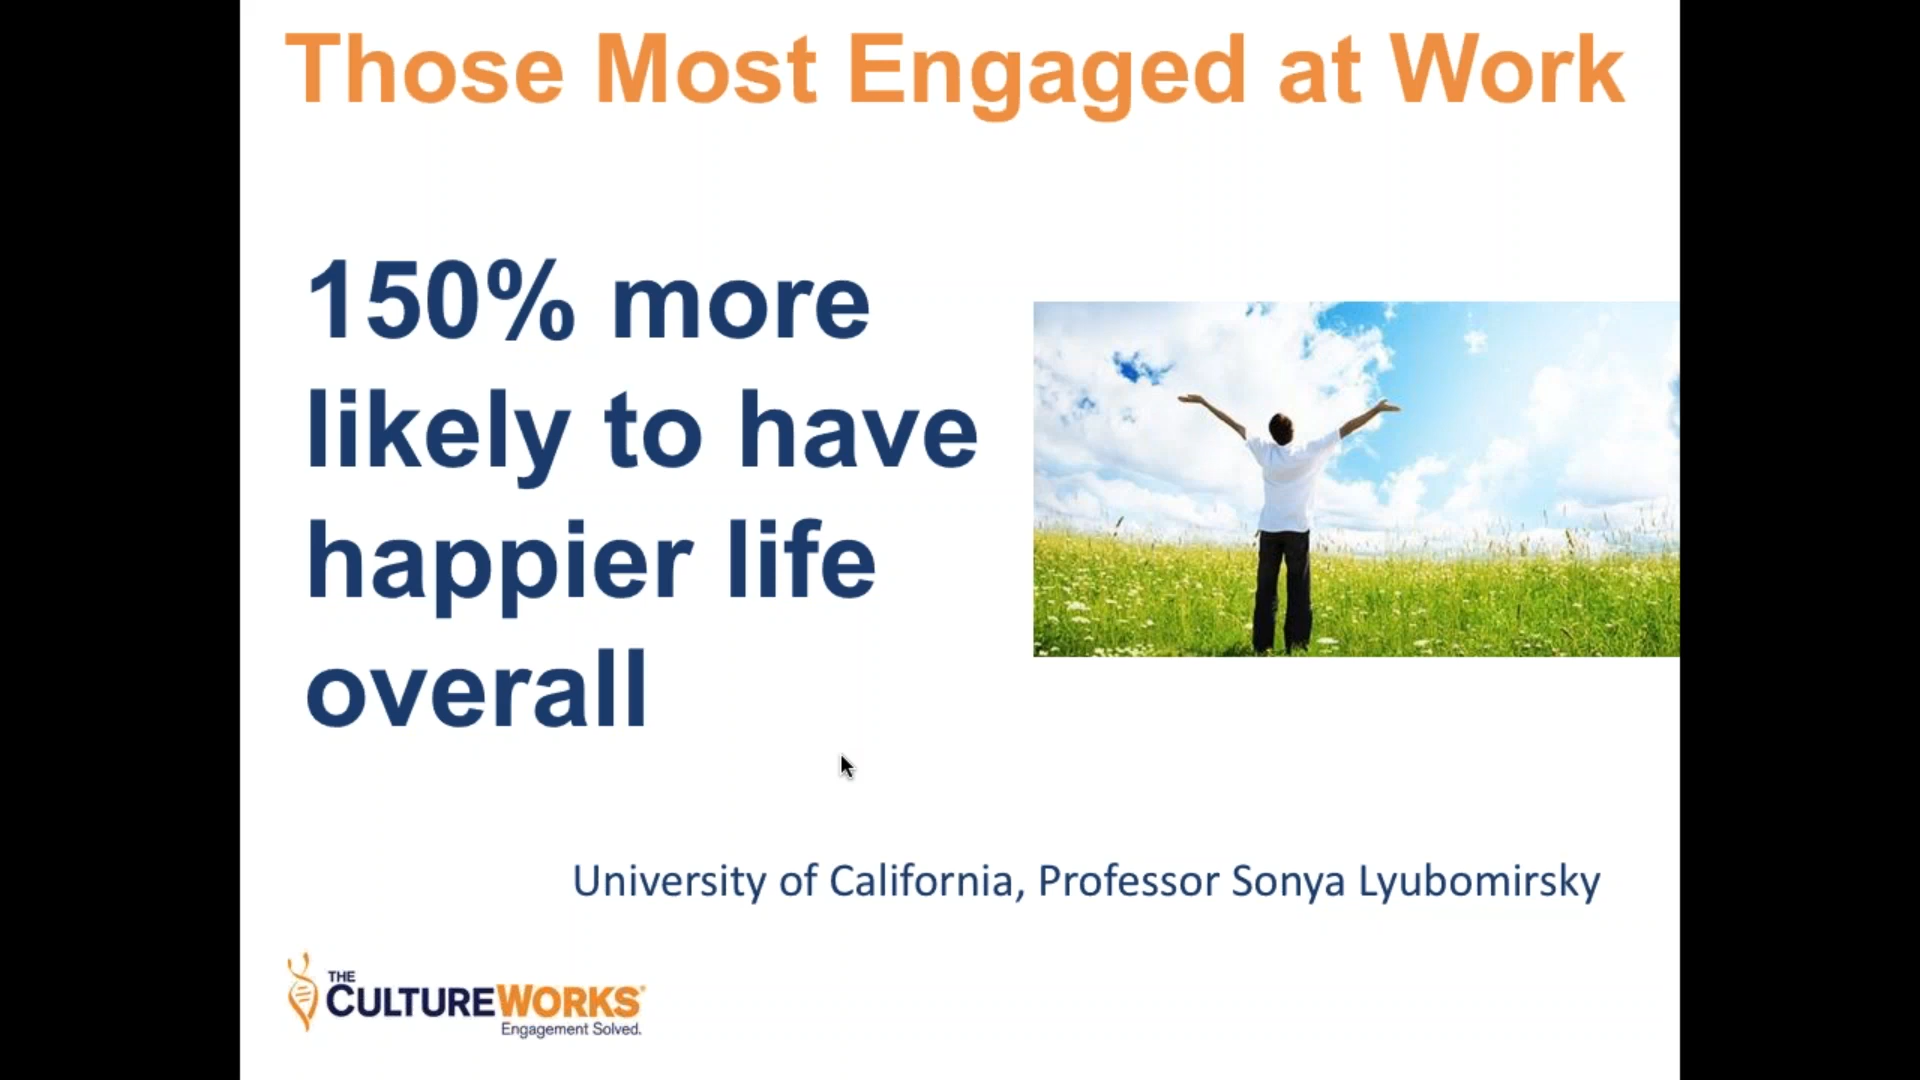 Those Most Engaged at Work
150% more
likely to have
happier life
overall
University of California, Professor Sonya Lyubomirsky
THE
CULTUREWORKS®
Engagement Solved.